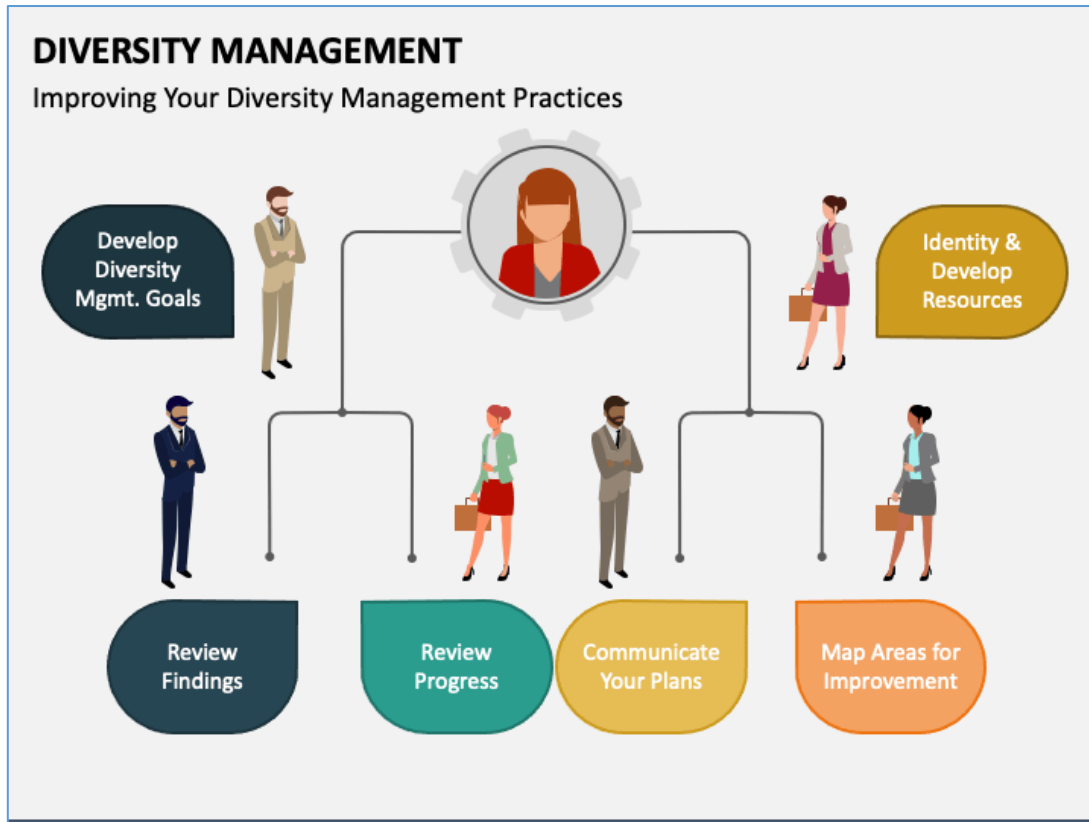 DIVERSITY MANAGEMENT
Improving Your Diversity Management Practices
Develop
Diversity
Mgmt. Goals
Identity &
Develop
Resources
Review
Findings
Review
Progress
Communicate
Your Plans
Map Areas for
Improvement